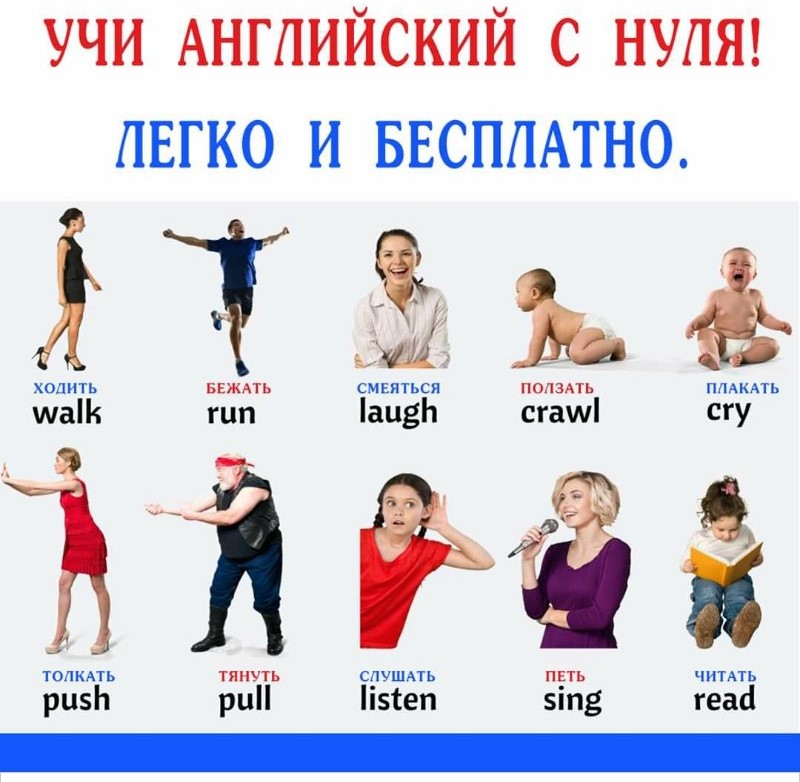 УЧИ АНГЛИЙСКИЙ С НУЛЯ!
ЛЕГКО И БЕСПЛАТНО.
ХОДИТЬ БЕЖАТЬ СМЕЯТЬСЯ ПОЛЗАТЬ ПЛАКАТЬ
walk run laugh crawl cry
ТОЛКАТЬ ТЯНУТЬ СЛУШАТЬ ПЕТЬ ЧИТАТЬ
push pull listen sing read